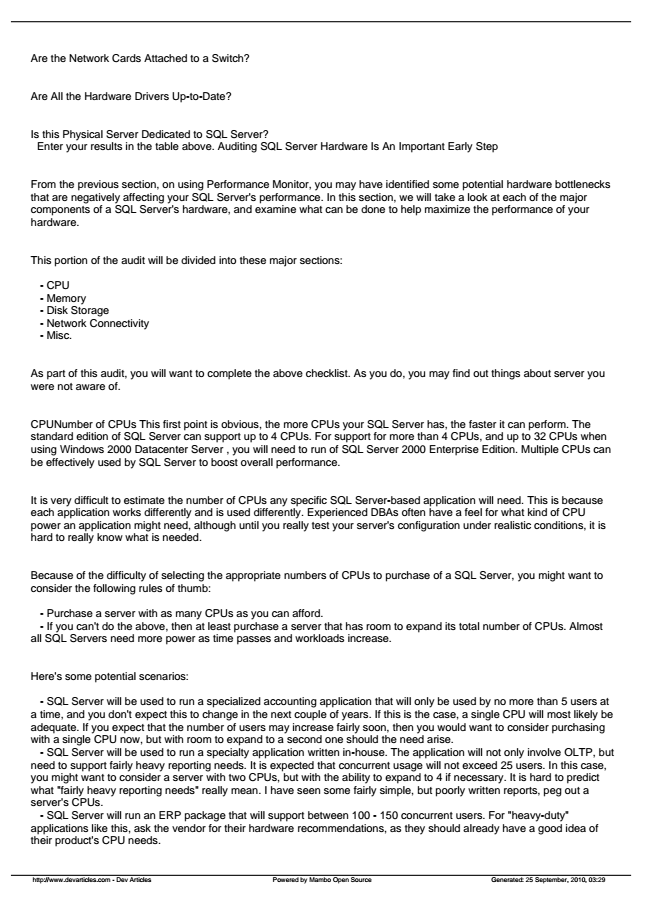 Are the Network Cards Attached to a Switch?
Are All the Hardware Drivers Up-to-Date?
Is this Physical Server Dedicated to SQL Server?
Enter your results in the table above. Auditing SQL Server Hardware Is An Important Early Step
From the previous section, on using Performance Monitor, you may have identified some potential hardware bottlenecks
that are negatively affecting your SQL Server's performance. In this section, we will take a look at each of the major
components of a SQL Server's hardware, and examine what can be done to help maximize the performance of your
hardware.
This portion of the audit will be divided into these major sections:
- CPU
- Memory
- Disk Storage
- Network Connectivity
- Misc.
As part of this audit, you will want to complete the above checklist. As you do, you may find out things about server you
were not aware of.
CPUNumber of CPUs This first point is obvious, the more CPUs your SQL Server has, the faster it can perform. The
standard edition of SQL Server can support up to 4 CPUs. For support for more than 4 CPUs, and up to 32 CPUs when
using Windows 2000 Datacenter Server , you will need to run of SQL Server 2000 Enterprise Edition. Multiple CPUs can
be effectively used by SQL Server to boost overall performance.
It is very difficult to estimate the number of CPUs any specific SQL Server-based application will need. This is because
each application works differently and is used differently. Experienced DBAs often have a feel for what kind of CPU
power an application might need, although until you really test your server's configuration under realistic conditions, it is
hard to really know what is needed.
Because of the difficulty of selecting the appropriate numbers of CPUs to purchase of a SQL Server, you might want to
consider the following rules of thumb:
- Purchase a server with as many CPUs as you can afford.
- If you can't do the above, then at least purchase a server that has room to expand its total number of CPUs. Almost
all SQL Servers need more power as time passes and workloads increase.
Here's some potential scenarios:
- SQL Server will be used to run a specialized accounting application that will only be used by no more than 5 users at
a time, and you don't expect this to change in the next couple of years. If this is the case, a single CPU will most likely be
adequate. If you expect that the number of users may increase fairly soon, then you would want to consider purchasing
with a single CPU now, but with room to expand to a second one should the need arise.
- SQL Server will be used to run a specialty application written in-house. The application will not only involve OLTP, but
need to support fairly heavy reporting needs. It is expected that concurrent usage will not exceed 25 users. In this case,
you might want to consider a server with two CPUs, but with the ability to expand to 4 if necessary. It is hard to predict
what "fairly heavy reporting needs" really mean. I have seen some fairly simple, but poorly written reports, peg out a
server's CPUs.
- SQL Server will run an ERP package that will support between 100 - 150 concurrent users. For "heavy-duty"
applications like this, ask the vendor for their hardware recommendations, as they should already have a good idea of
their product's CPU needs.
http://www.devarticles.com - Dev Articles Powered by Mambo Open Source Generated: 25 September, 2010, 03:29